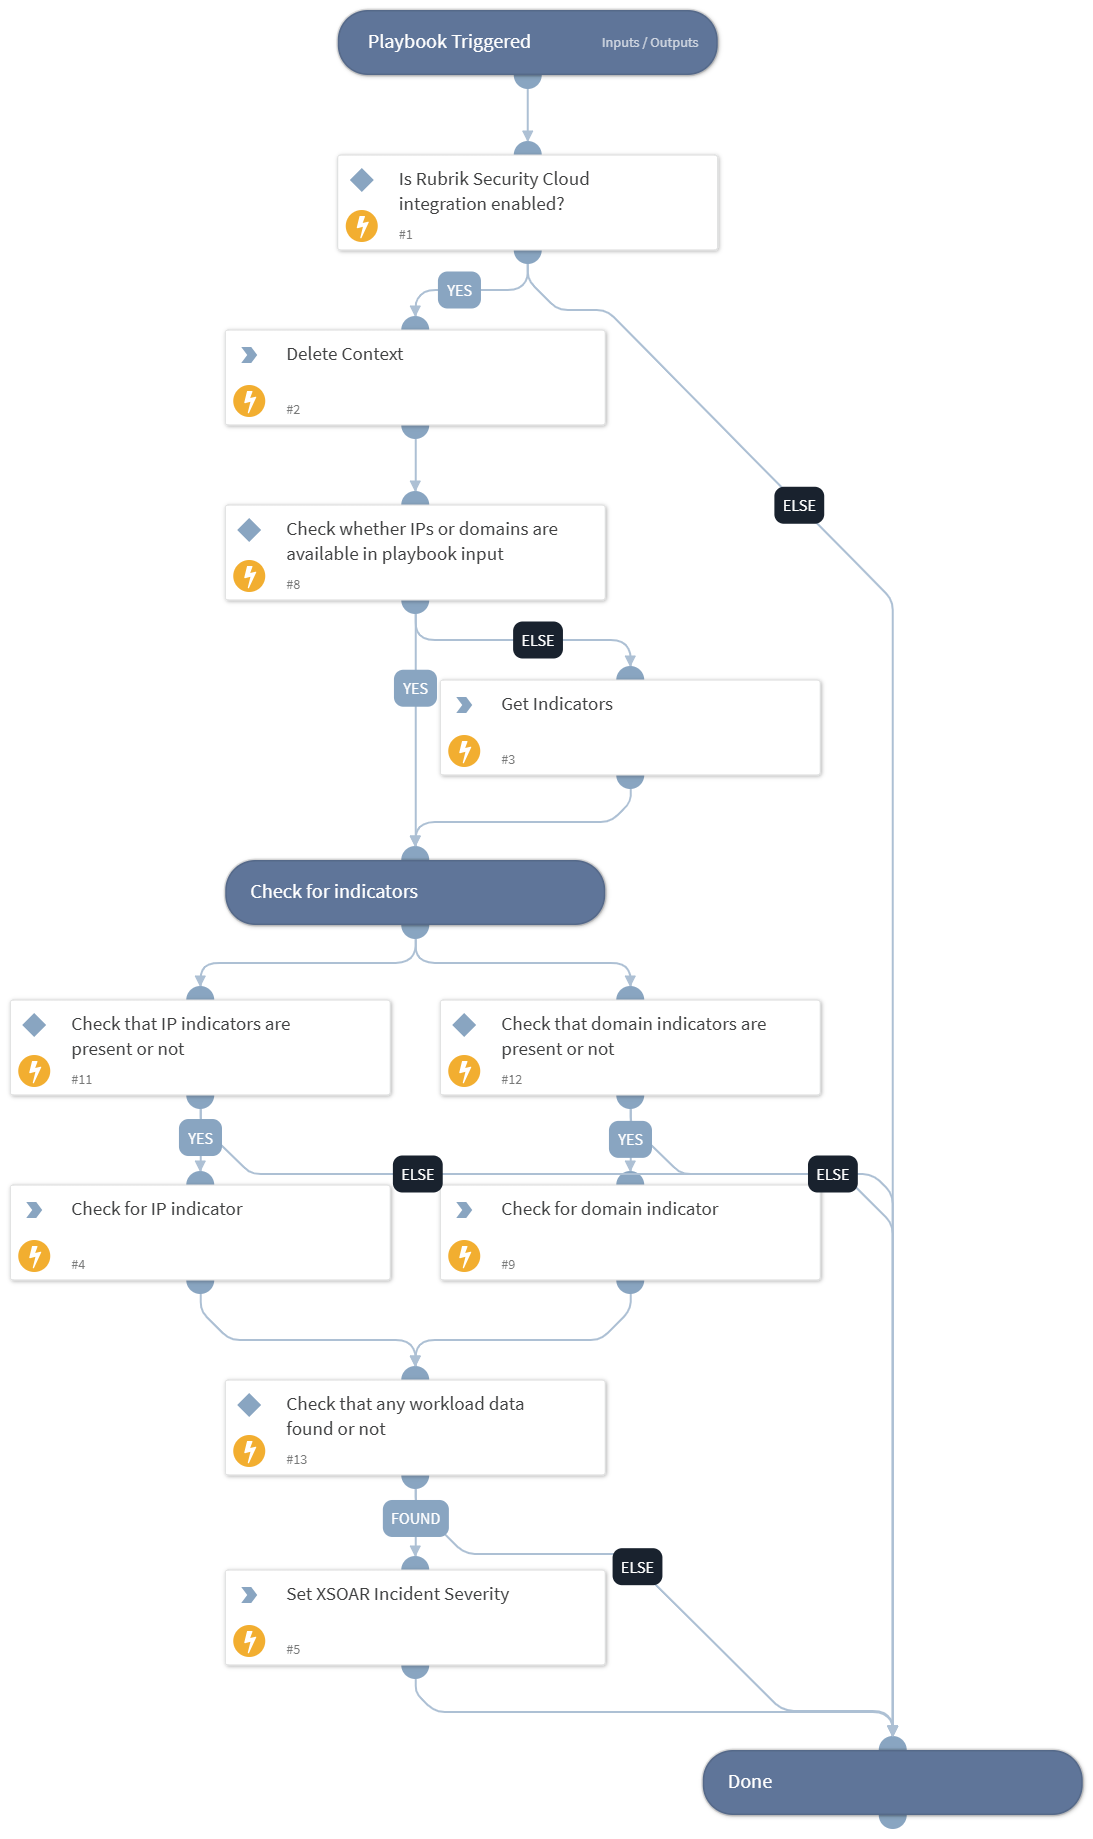 Playbook Triggered
Inputs / Outputs
Is Rubrik Security Cloud
integration enabled?
#1
YES
Delete Context
#2
ELSE
Check whether IPs or domains are
available in playbook input
#8
ELSE
YES
Get Indicators
#3
Check for indicators
Check that IP indicators are
present or not
#11
Check that domain indicators are
present or not
#12
YES
YES
ELSE
ELSE
Check for IP indicator
#4
Check for domain indicator
#9
Check that any workload data
found or not
#13
FOUND
ELSE
Set XSOAR Incident Severity
#5
Done